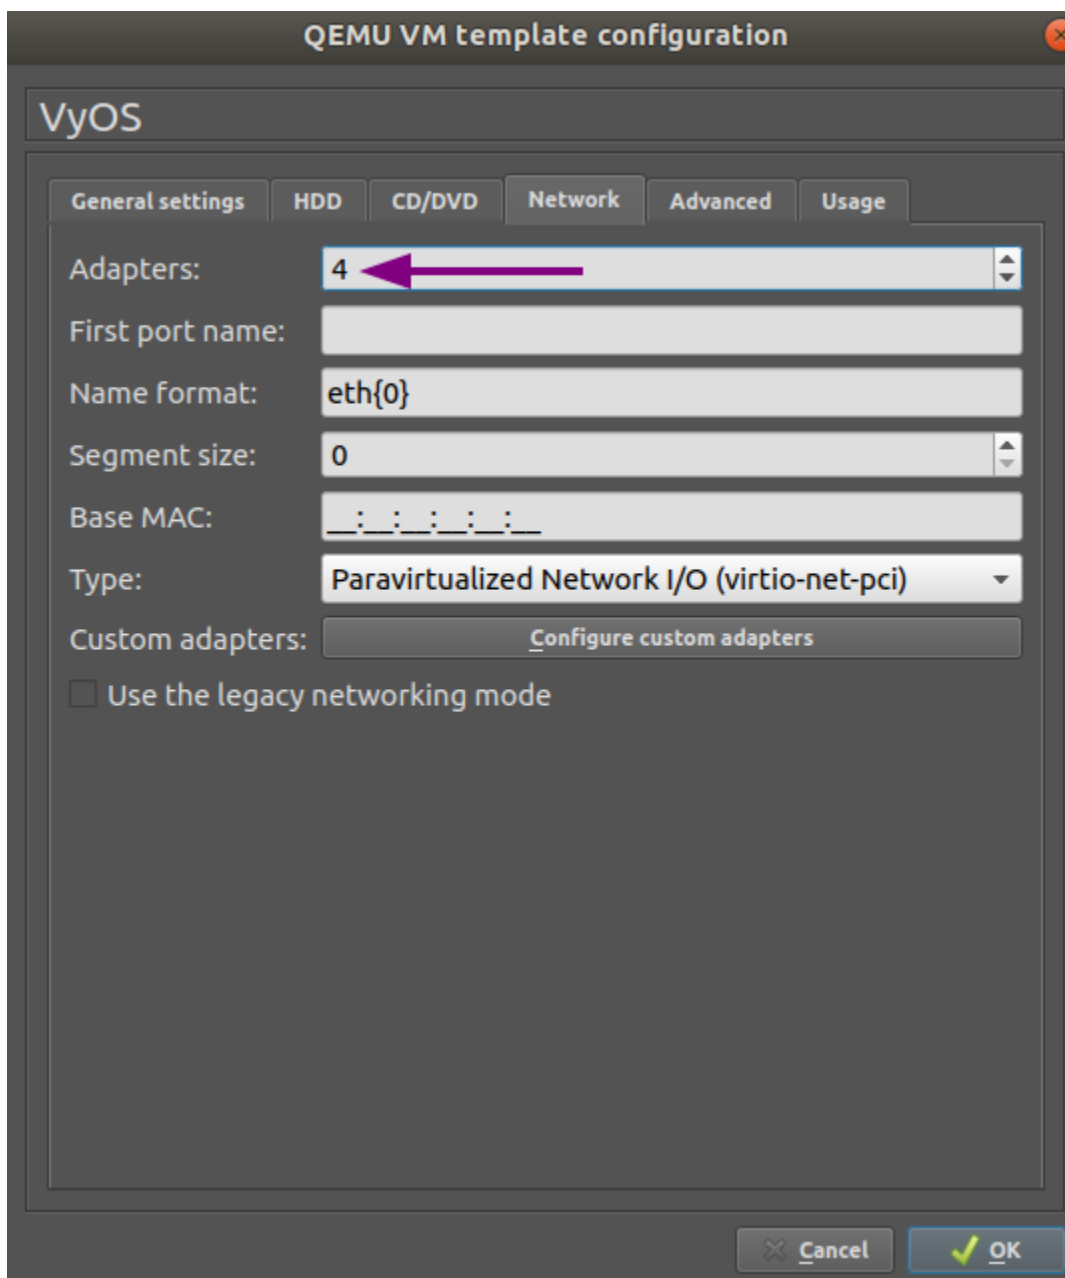 QEMU VM template configuration
VyOS
General settings HDD CD/DVD Network Advanced Usage
Adapters: 4
First port name:
Name format: eth{0}
Segment size: 0
Base MAC: __:__:__:__:__:__
Type: Paravirtualized Network I/O (virtio-net-pci)
Custom adapters: Configure custom adapters
Use the legacy networking mode
Cancel OK